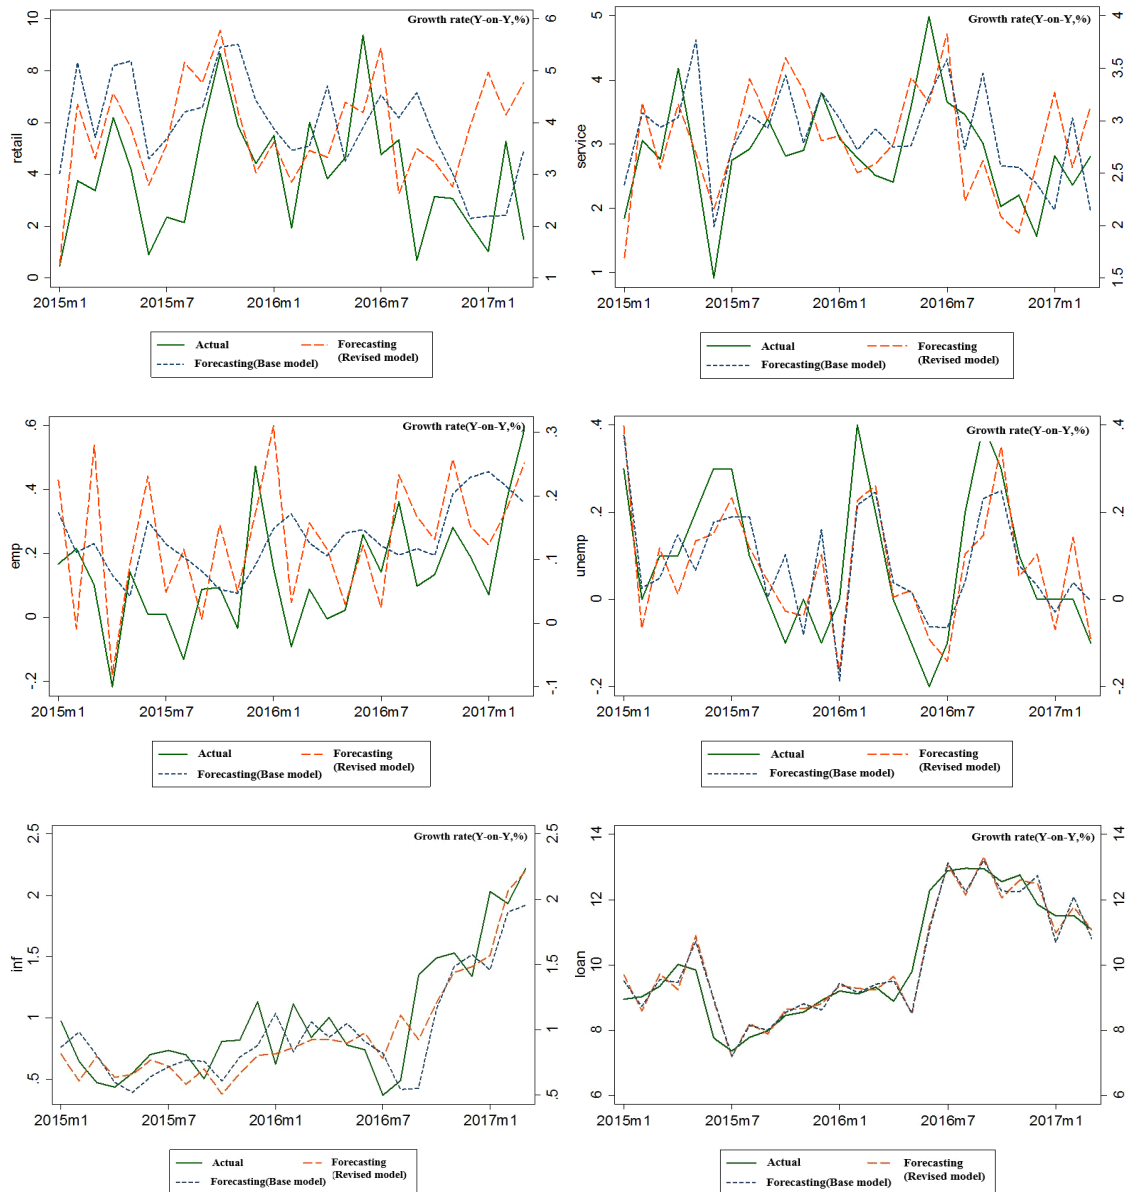 Growth rate(Y-on-Y,%)
retail
0 2 4 6 8 10
1 2 3 4 5 6
2015m1 2015m7 2016m1 2016m7 2017m1
Actual
Forecasting
(Revised model)
Forecasting(Base model)
Growth rate(Y-on-Y,%)
service
1 2 3 4 5
1.5 2 2.5 3 3.5 4
2015m1 2015m7 2016m1 2016m7 2017m1
Actual
Forecasting
(Revised model)
Forecasting(Base model)
Growth rate(Y-on-Y,%)
emp
-.2 0 .2 .4 .6
-.1 0 .1 .2 .3
2015m1 2015m7 2016m1 2016m7 2017m1
Actual
Forecasting
(Revised model)
Forecasting(Base model)
Growth rate(Y-on-Y,%)
unemp
-.2 0 .2 .4
-.2 0 .2 .4
2015m1 2015m7 2016m1 2016m7 2017m1
Actual
Forecasting
(Revised model)
Forecasting(Base model)
Growth rate(Y-on-Y,%)
inf
.5 1 1.5 2 2.5
.5 1 1.5 2 2.5
2015m1 2015m7 2016m1 2016m7 2017m1
Actual
Forecasting
(Revised model)
Forecasting(Base model)
Growth rate(Y-on-Y,%)
loan
6 8 10 12 14
6 8 10 12 14
2015m1 2015m7 2016m1 2016m7 2017m1
Actual
Forecasting
(Revised model)
Forecasting(Base model)